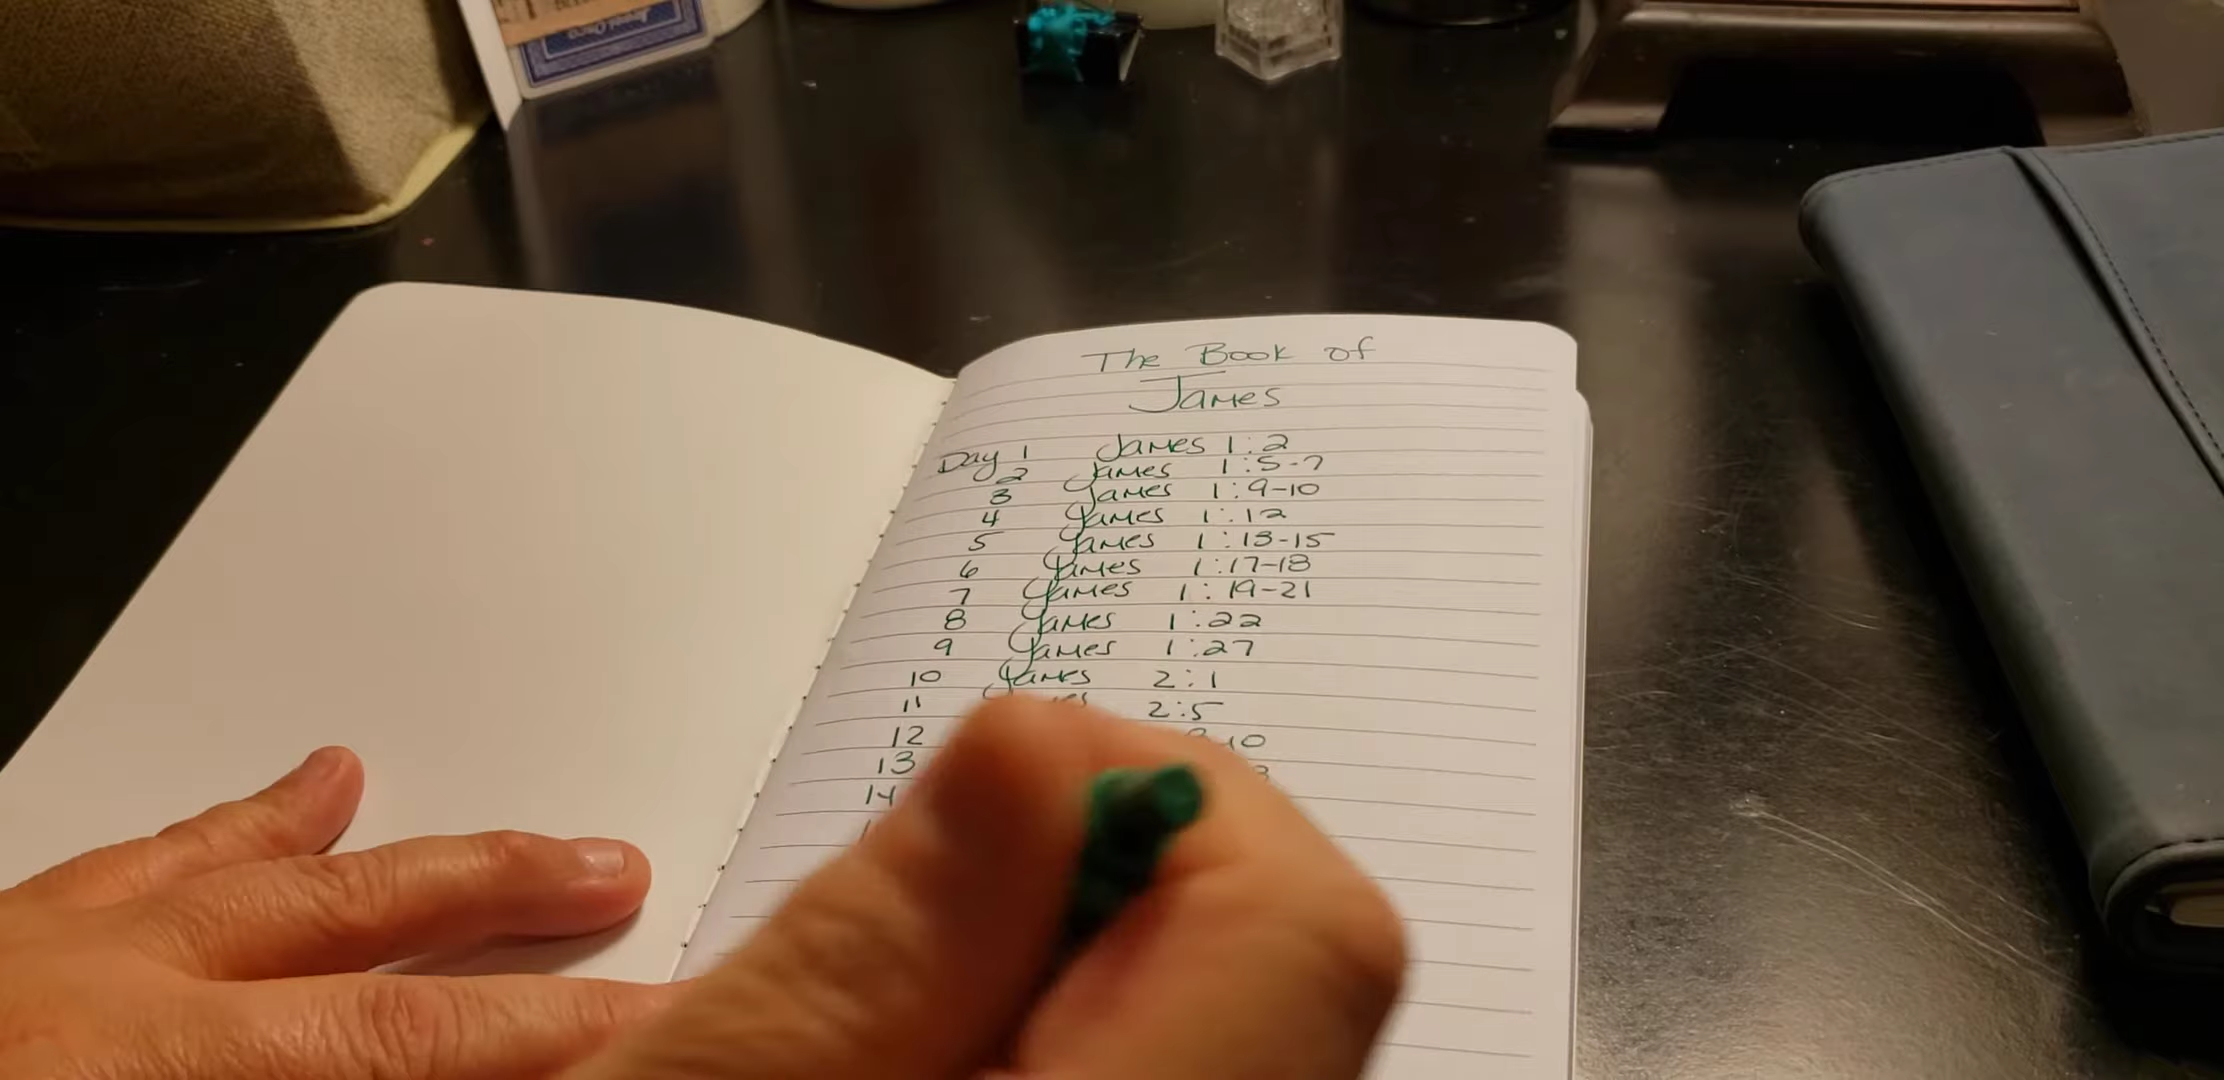 The Book of
James
Day 1 James 1:2
2 James 1:5-7
3 James 1:9-10
4 James 1:12
5 James 1:13-15
6 James 1:17-18
7 James 1:19-21
8 James 1:22
9 James 1:27
10 James 2:1
11 2:5
12 10
13 3
14